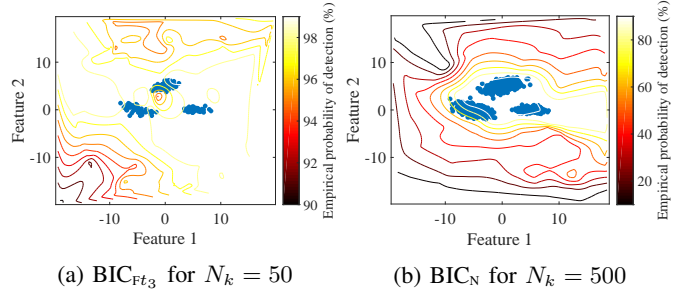 10
0
-10
Feature 2
-10
0
10
Feature 1
98
96
94
92
90
Empirical probability of detection (%)
10
0
-10
Feature 2
-10
0
10
Feature 1
80
60
40
20
Empirical probability of detection (%)
(a) BIC_{Ft_3} for N_k = 50
(b) BIC_N for N_k = 500